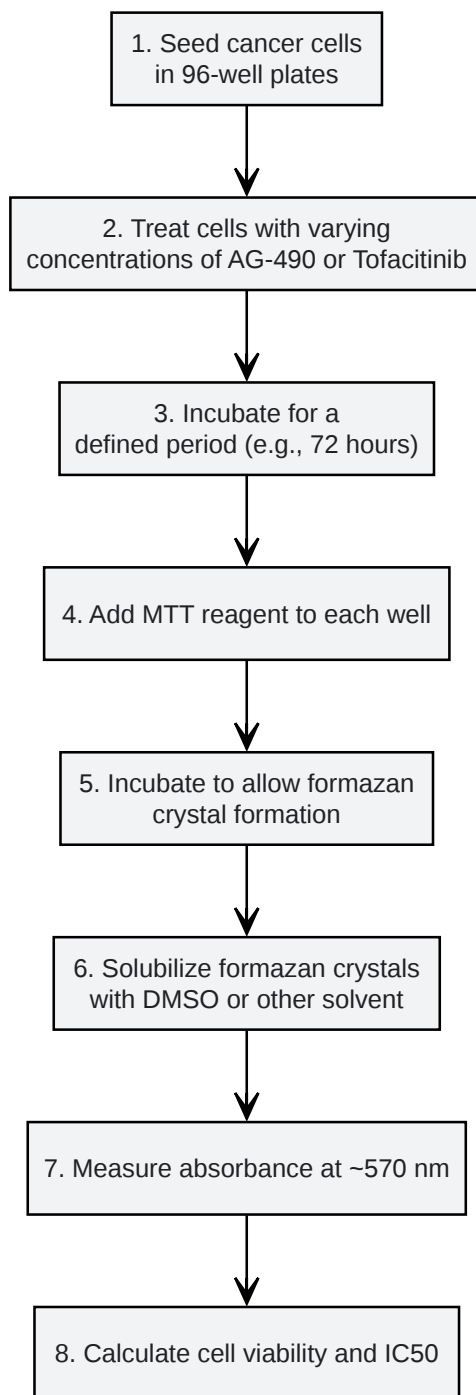 1. Seed cancer cells
in 96-well plates
2. Treat cells with varying
concentrations of AG-490 or Tofacitinib
3. Incubate for a
defined period (e.g., 72 hours)
4. Add MTT reagent to each well
5. Incubate to allow formazan
crystal formation
6. Solubilize formazan crystals
with DMSO or other solvent
7. Measure absorbance at ~570 nm
8. Calculate cell viability and IC50